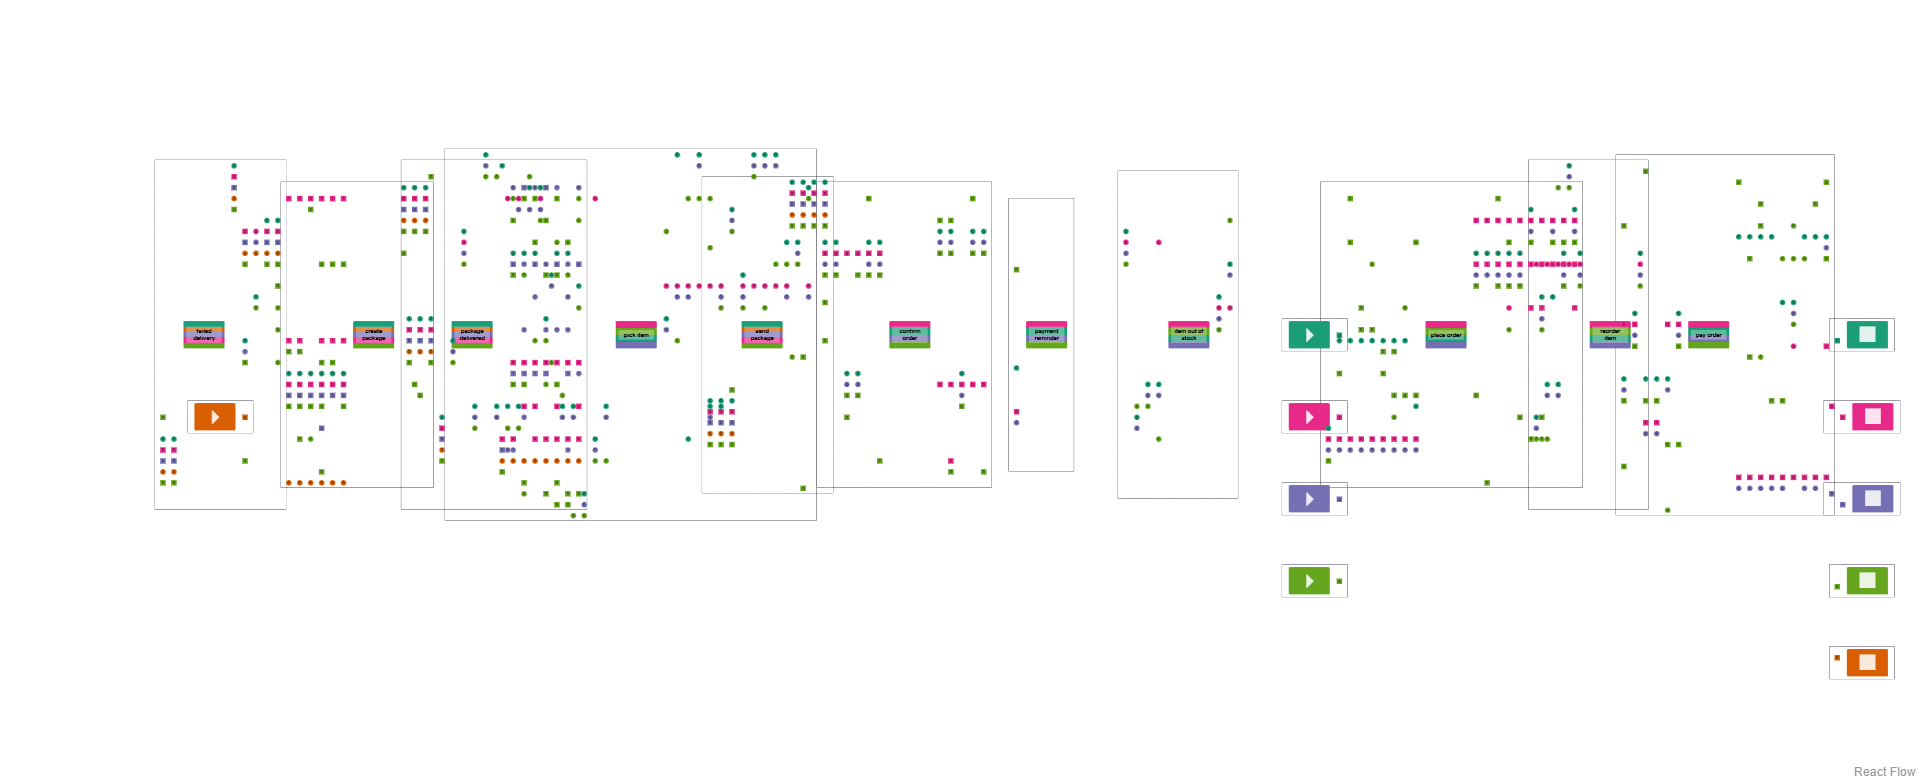 failed
delivery
create
package
package
delivered
pick item
send
package
confirm
order
payment
reminder
item out of
stock
place order
reorder
item
pay order
React Flow